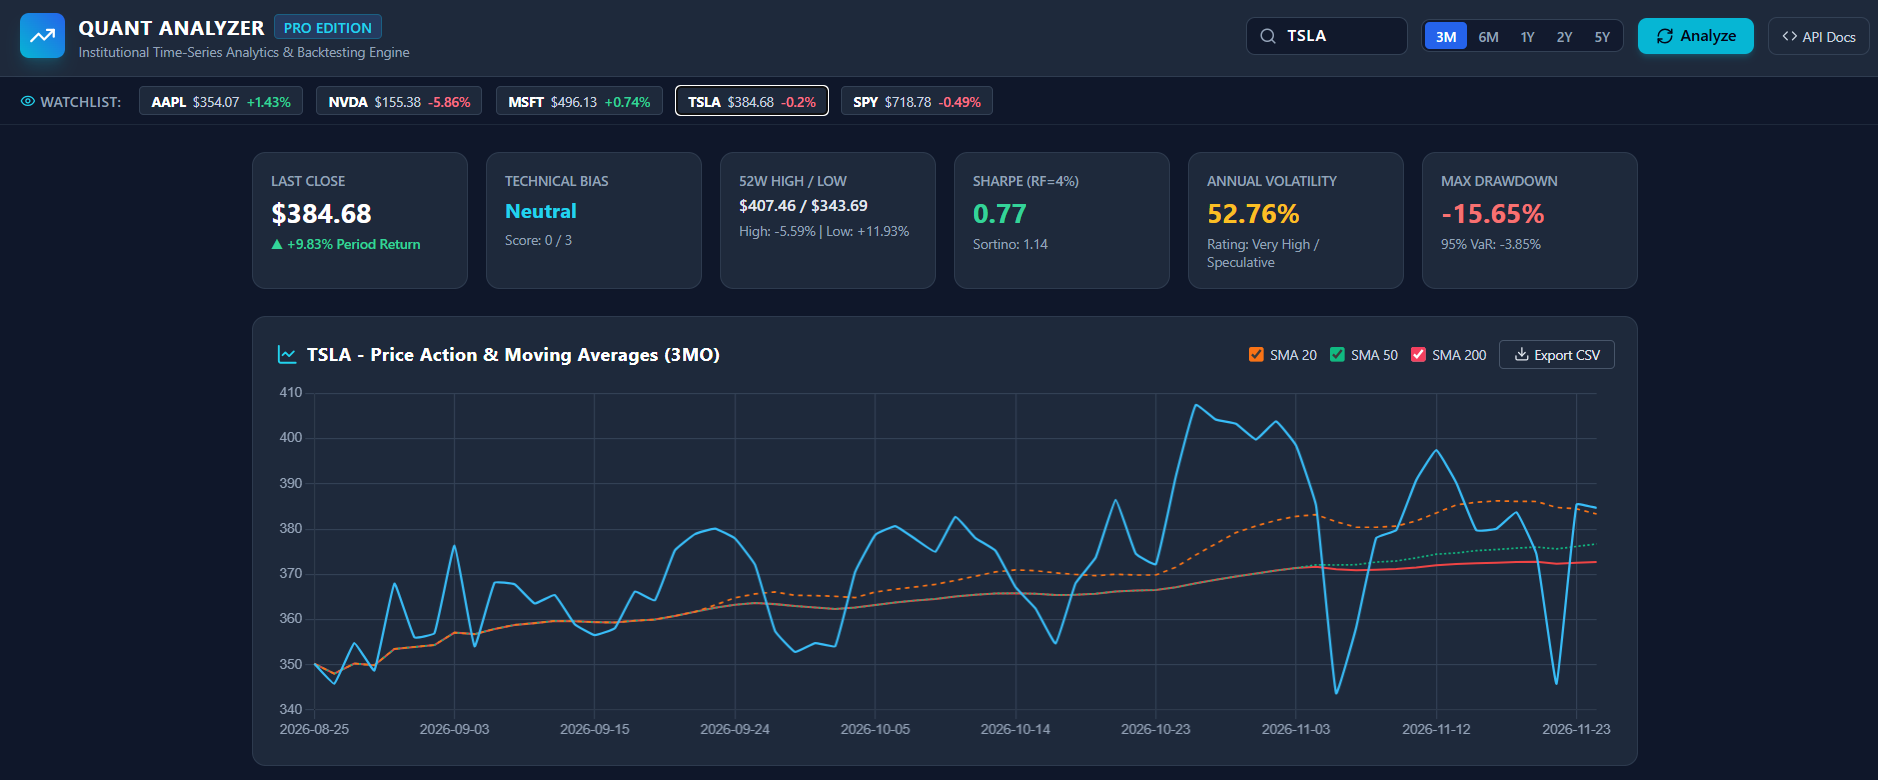 QUANT ANALYZER PRO EDITION
Institutional Time-Series Analytics & Backtesting Engine
TSLA
3M 6M 1Y 2Y 5Y
Analyze
API Docs
WATCHLIST:
AAPL $354.07 +1.43%
NVDA $155.38 -5.86%
MSFT $496.13 +0.74%
TSLA $384.68 -0.2%
SPY $718.78 -0.49%
LAST CLOSE
$384.68
▲ +9.83% Period Return
TECHNICAL BIAS
Neutral
Score: 0 / 3
52W HIGH / LOW
$407.46 / $343.69
High: -5.59% | Low: +11.93%
SHARPE (RF=4%)
0.77
Sortino: 1.14
ANNUAL VOLATILITY
52.76%
Rating: Very High /
Speculative
MAX DRAWDOWN
-15.65%
95% VaR: -3.85%
TSLA - Price Action & Moving Averages (3MO)
SMA 20
SMA 50
SMA 200
Export CSV
410
400
390
380
370
360
350
340
2026-08-25 2026-09-03 2026-09-15 2026-09-24 2026-10-05 2026-10-14 2026-10-23 2026-11-03 2026-11-12 2026-11-23